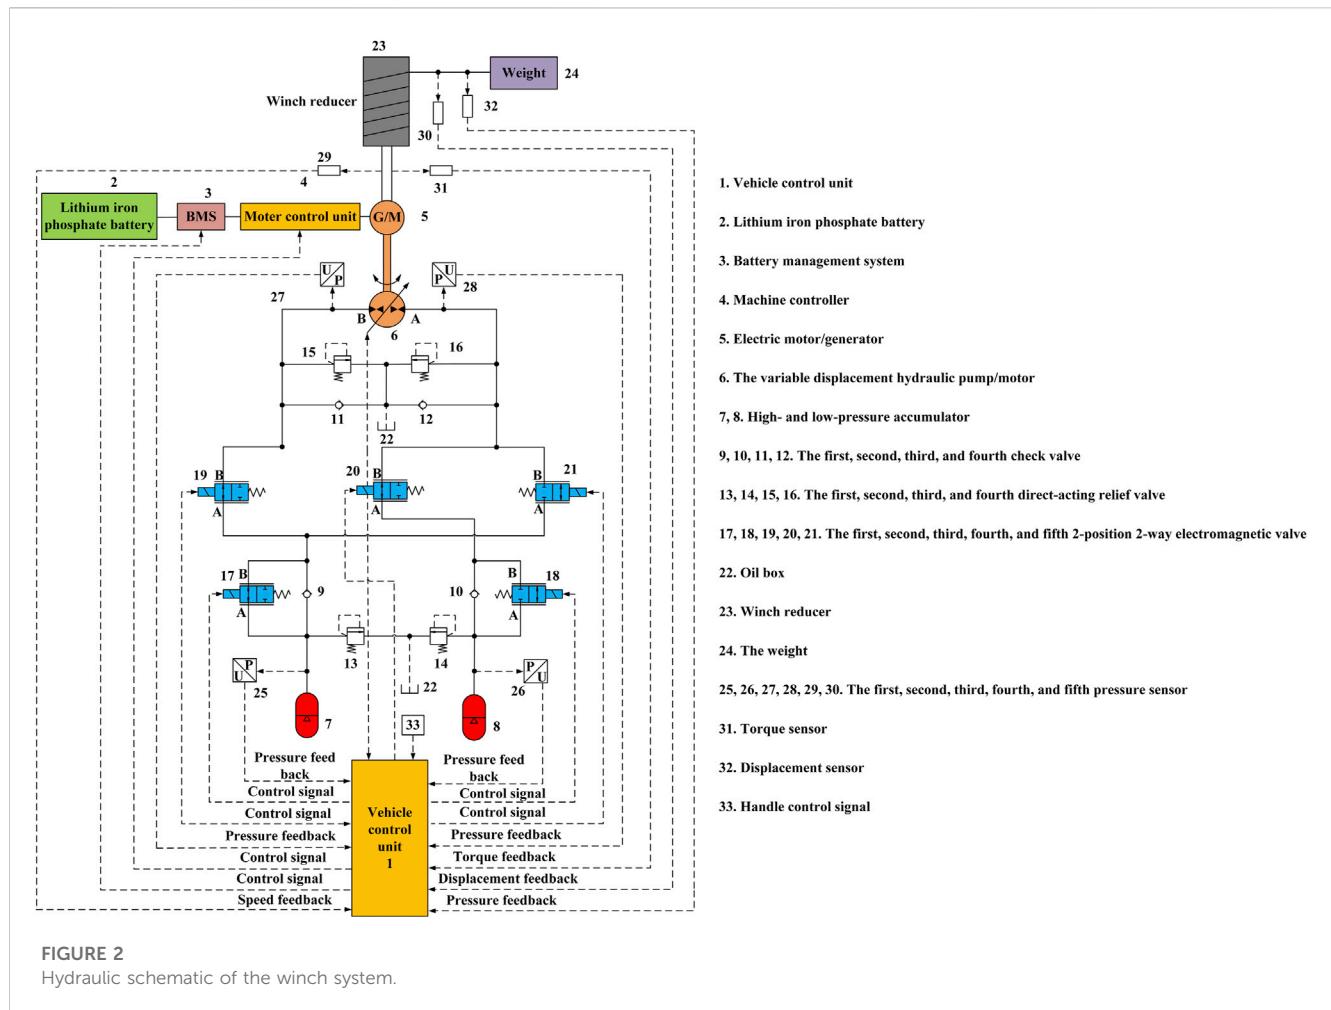 23
Weight
24
Winch reducer
32
30
29
31
2
3
4
Lithium iron
phosphate battery
BMS
Moter control unit
G/M
5
U
P
U
P
27
28
B
A
6
15
16
11
12
22
19
B
A
20
B
A
21
B
A
17
B
A
9
10
18
B
A
13
14
P
U
25
22
P
U
26
7
33
8
Pressure feed
back
Pressure feed
back
Control signal
Control signal
Control signal
Control signal
Pressure feedback
Pressure feedback
Control signal
Torque feedback
Control signal
Displacement feedback
Speed feedback
Pressure feedback
Vehicle
control
unit
1
1. Vehicle control unit
2. Lithium iron phosphate battery
3. Battery management system
4. Machine controller
5. Electric motor/generator
6. The variable displacement hydraulic pump/motor
7, 8. High- and low-pressure accumulator
9, 10, 11, 12. The first, second, third, and fourth check valve
13, 14, 15, 16. The first, second, third, and fourth direct-acting relief valve
17, 18, 19, 20, 21. The first, second, third, fourth, and fifth 2-position 2-way electromagnetic valve
22. Oil box
23. Winch reducer
24. The weight
25, 26, 27, 28, 29, 30. The first, second, third, fourth, and fifth pressure sensor
31. Torque sensor
32. Displacement sensor
33. Handle control signal
FIGURE 2
Hydraulic schematic of the winch system.